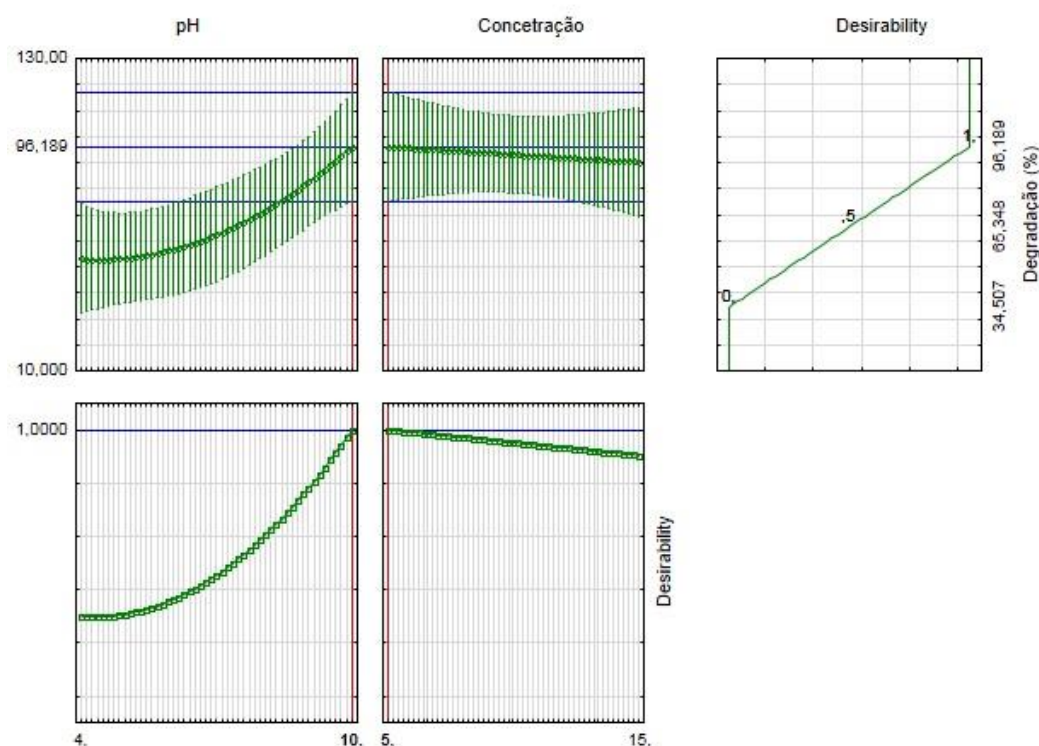 pH Concetração Desirability
130,00
96,189
10,000
1,
,5
0,
96,189
65,348
34,507
Degradação (%)
1,0000
Desirability
4, 10, 5, 15,